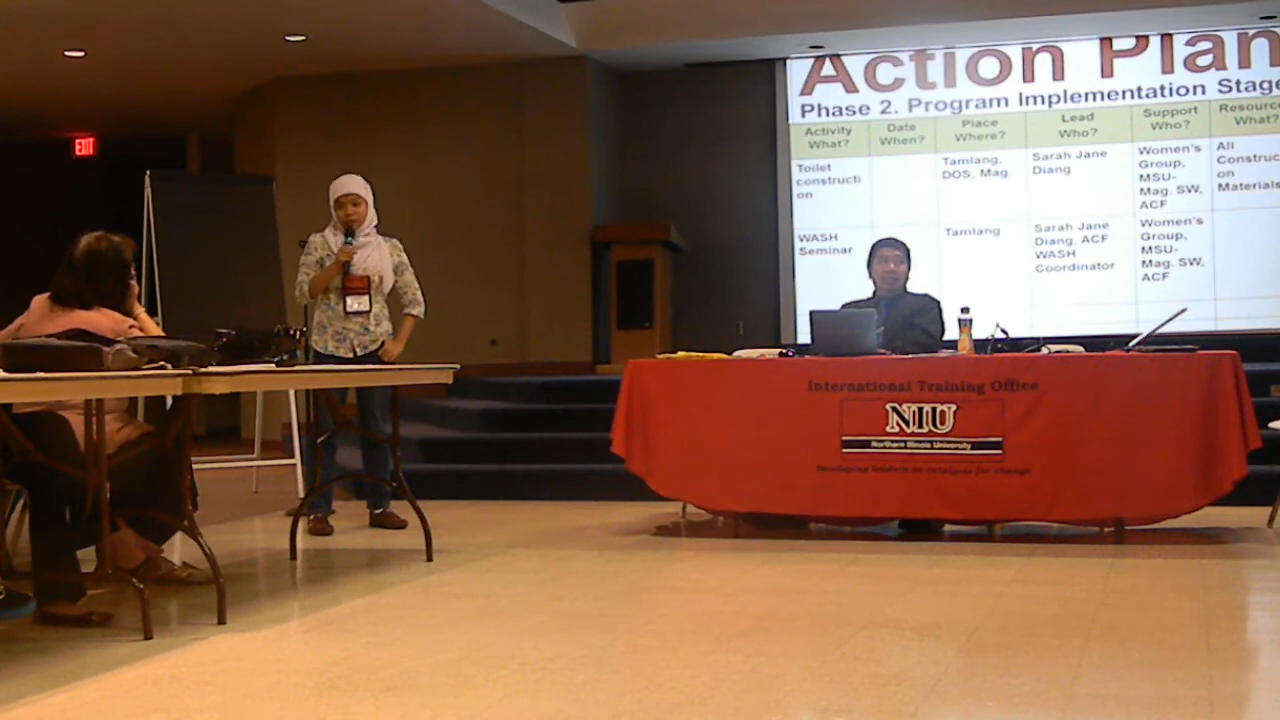 Action Plan
Phase 2. Program Implementation Stage
Activity
What?
Date
When?
Place
Where?
Lead
Who?
Support
Who?
Resourc
What?
Toilet
constructi
on
Tamlang,
DOS, Mag.
Sarah Jane
Diang
Women's
Group,
MSU-
Mag. SW,
ACF
All
Construc
on
Materials
WASH
Seminar
Tamlang
Sarah Jane
Diang, ACF
WASH
Coordinator
Women's
Group,
MSU-
Mag. SW,
ACF
EXIT
International Training Office
NIU
Northern Illinois University
Developing leaders as catalysts for change